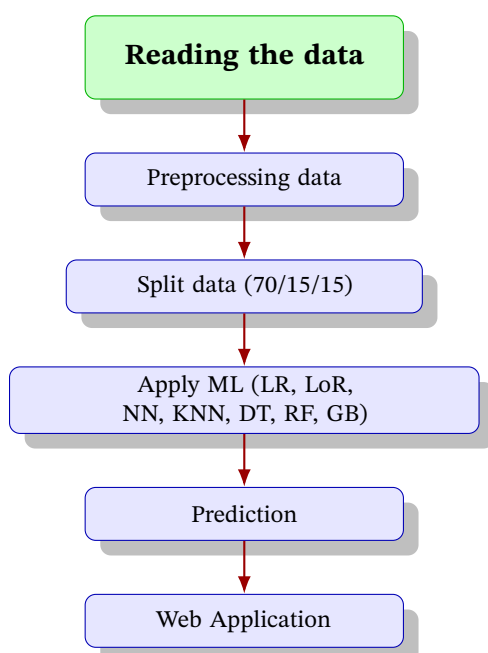 Reading the data
Preprocessing data
Split data (70/15/15)
Apply ML (LR, LoR,
NN, KNN, DT, RF, GB)
Prediction
Web Application